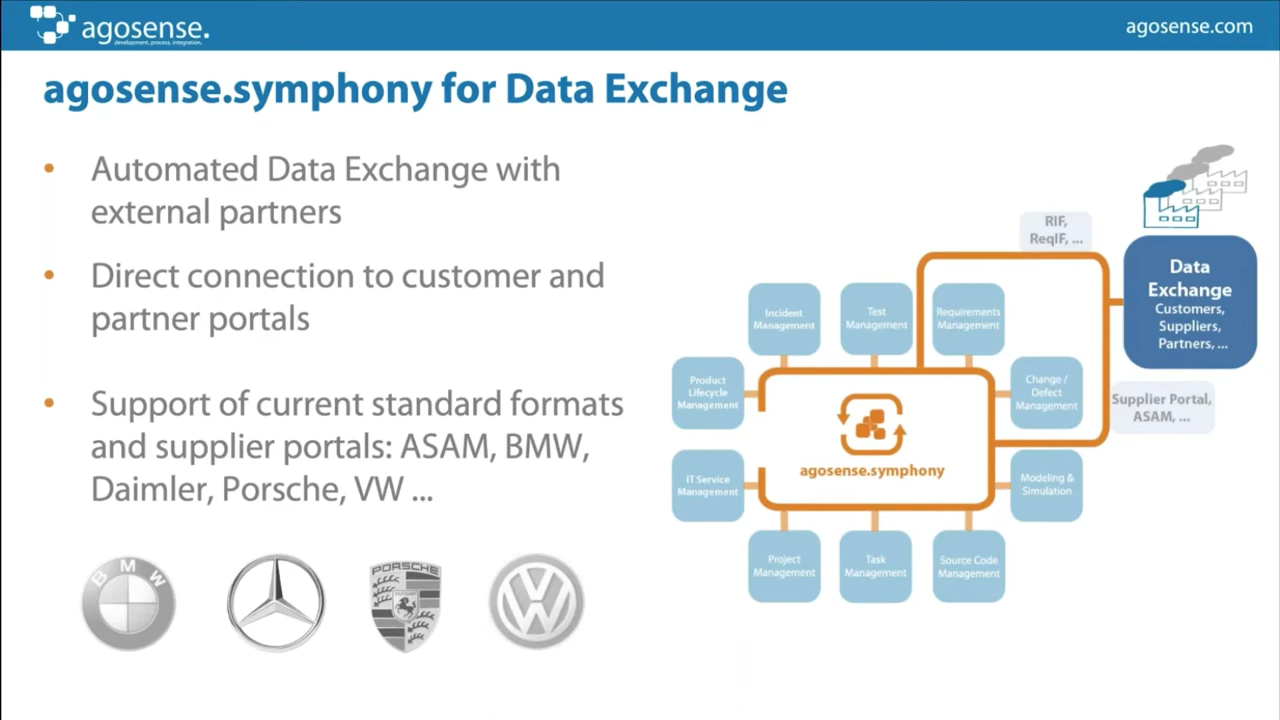 agosense.
development, process, integration.
agosense.com
agosense.symphony for Data Exchange
• Automated Data Exchange with
external partners
• Direct connection to customer and
partner portals
• Support of current standard formats
and supplier portals: ASAM, BMW,
Daimler, Porsche, VW ...
BMW
PORSCHE
RIF,
ReqIF, ...
Data
Exchange
Customers,
Suppliers,
Partners, ...
Incident
Management
Test
Management
Requirements
Management
Product
Lifecycle
Management
Change /
Defect
Management
Supplier Portal,
ASAM, ...
agosense.symphony
IT Service
Management
Modeling &
Simulation
Project
Management
Task
Management
Source Code
Management